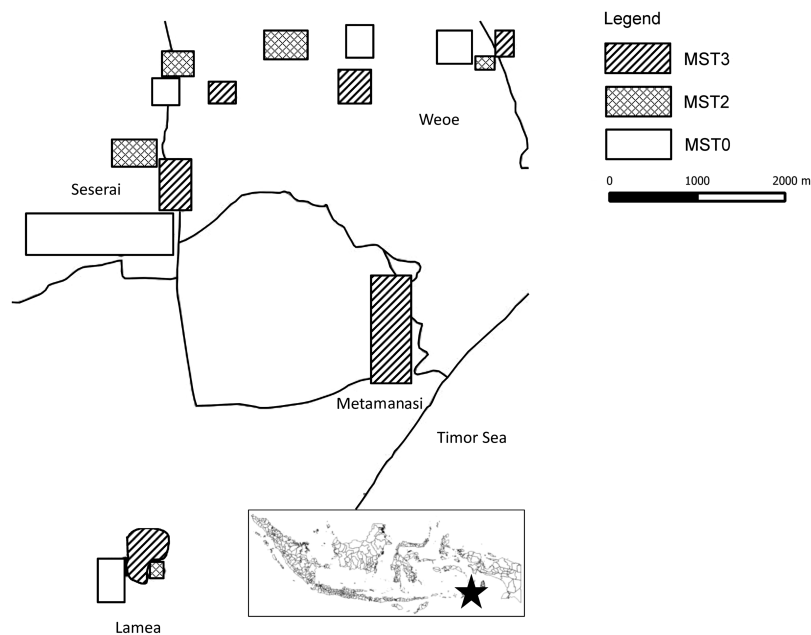 Legend
MST3
MST2
MST0
0 1000 2000 m
Weoe
Seserai
Metamanasi
Timor Sea
Lamea